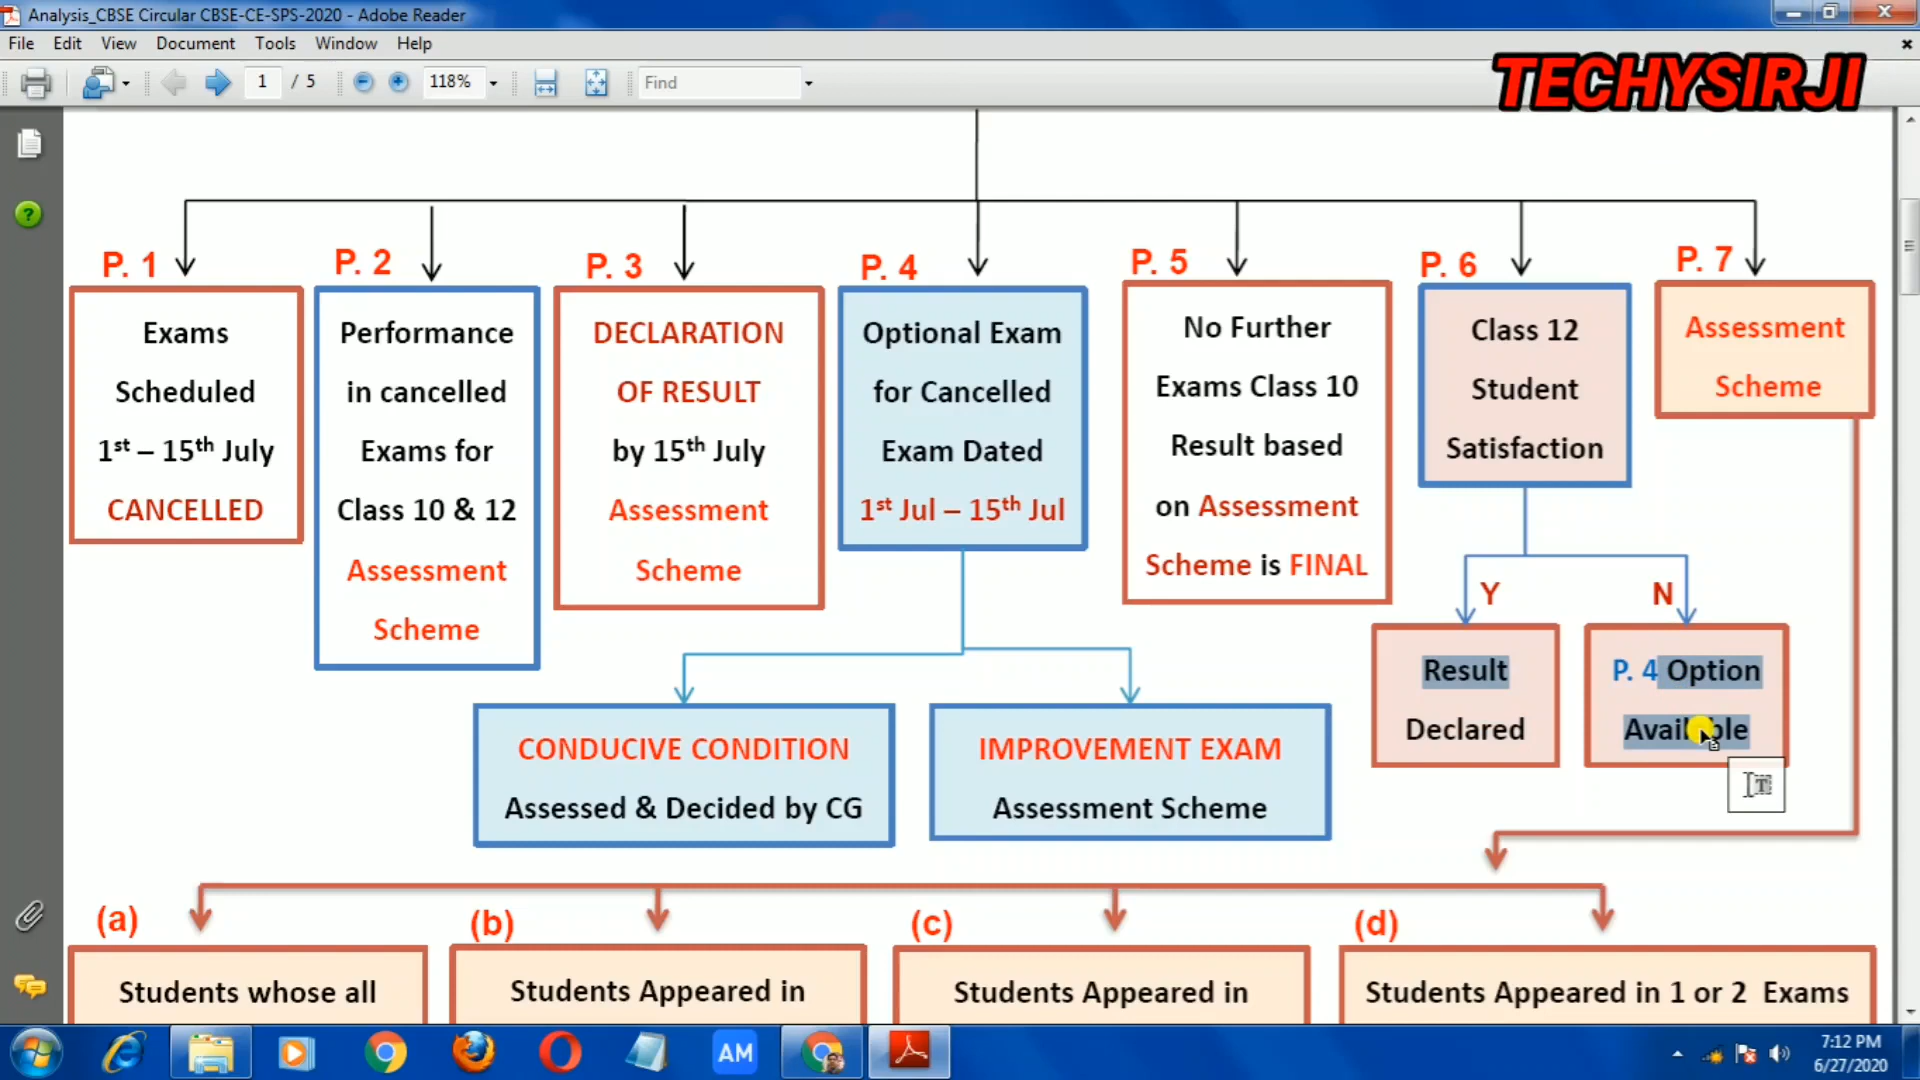 Analysis_CBSE Circular CBSE-CE-SPS-2020 - Adobe Reader
File Edit View Document Tools Window Help
1 / 5 118% Find
TECHYSIRJI
P. 1
Exams
Scheduled
1st – 15th July
CANCELLED
P. 2
Performance
in cancelled
Exams for
Class 10 & 12
Assessment
Scheme
P. 3
DECLARATION
OF RESULT
by 15th July
Assessment
Scheme
P. 4
Optional Exam
for Cancelled
Exam Dated
1st Jul – 15th Jul
P. 5
No Further
Exams Class 10
Result based
on Assessment
Scheme is FINAL
P. 6
Class 12
Student
Satisfaction
P. 7
Assessment
Scheme
Y
N
Result
Declared
P. 4 Option
Available
CONDUCIVE CONDITION
Assessed & Decided by CG
IMPROVEMENT EXAM
Assessment Scheme
(a)
Students whose all
(b)
Students Appeared in
(c)
Students Appeared in
(d)
Students Appeared in 1 or 2 Exams
AM
7:12 PM
6/27/2020